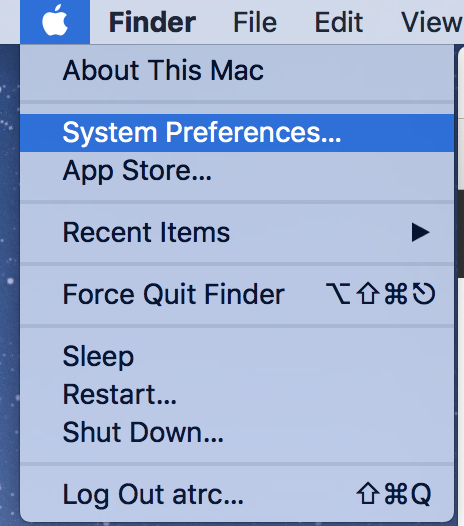 Finder File Edit View
About This Mac
System Preferences...
App Store...
Recent Items ▶
Force Quit Finder ⌥⇧⌘⎋
Sleep
Restart...
Shut Down...
Log Out atrc... ⇧⌘Q